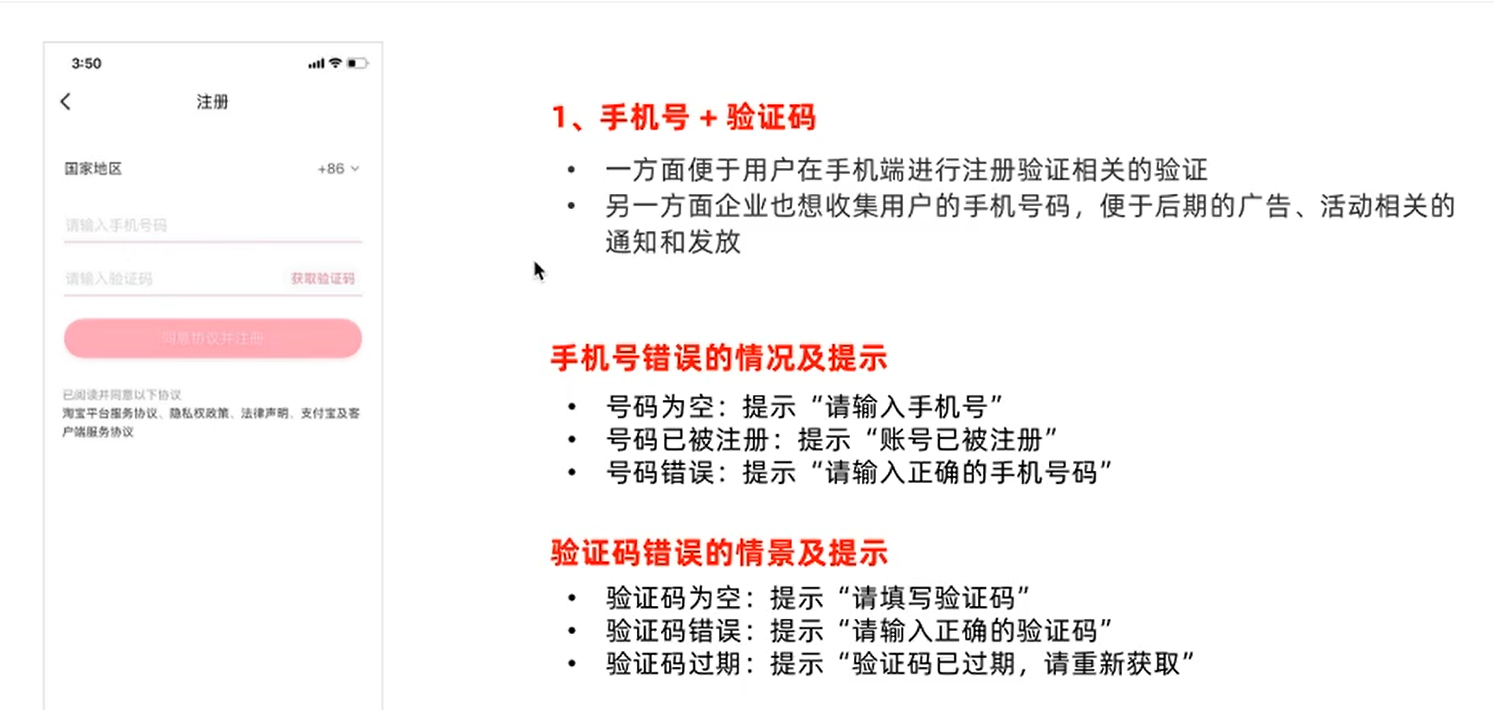 3:50
注册
国家地区 +86
请输入手机号码
请输入验证码 获取验证码
同意协议并注册
已阅读并同意以下协议
淘宝平台服务协议、隐私权政策、法律声明、支付宝及客
户端服务协议
1、手机号 + 验证码
• 一方面便于用户在手机端进行注册验证相关的验证
• 另一方面企业也想收集用户的手机号码，便于后期的广告、活动相关的
通知和发放
手机号错误的情况及提示
• 号码为空：提示“请输入手机号”
• 号码已被注册：提示“账号已被注册”
• 号码错误：提示“请输入正确的手机号码”
验证码错误的情景及提示
• 验证码为空：提示“请填写验证码”
• 验证码错误：提示“请输入正确的验证码”
• 验证码过期：提示“验证码已过期，请重新获取”